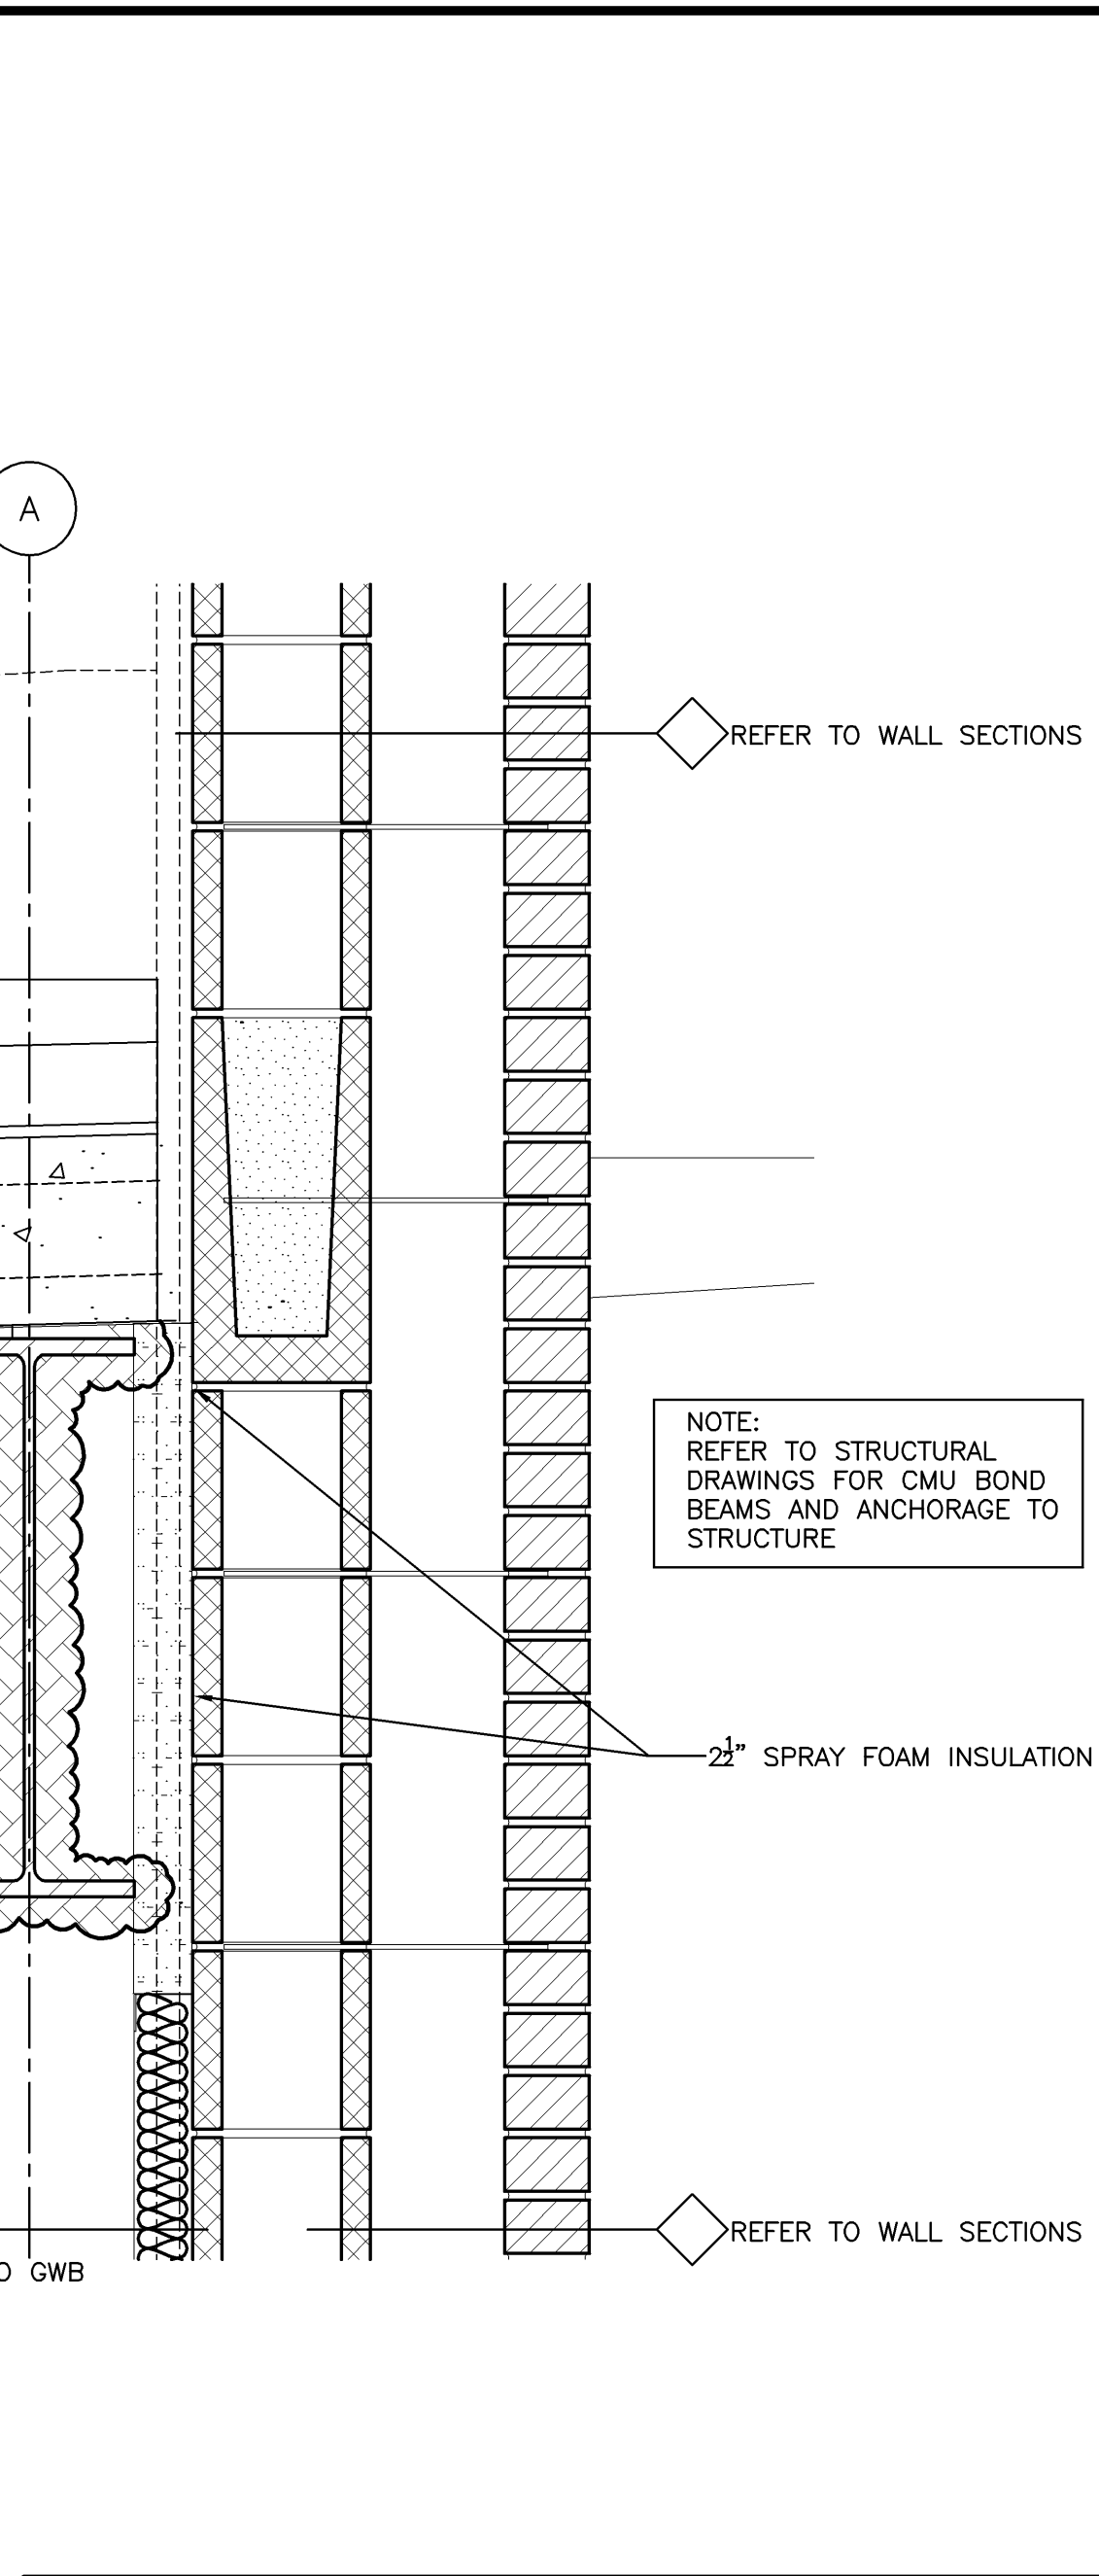 A
REFER TO WALL SECTIONS
NOTE:
REFER TO STRUCTURAL
DRAWINGS FOR CMU BOND
BEAMS AND ANCHORAGE TO
STRUCTURE
2½” SPRAY FOAM INSULATION
REFER TO WALL SECTIONS
O GWB